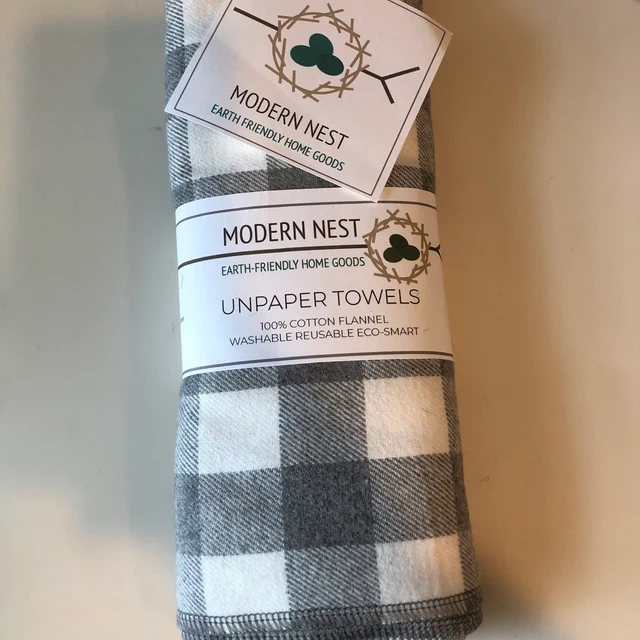 MODERN NEST
EARTH FRIENDLY HOME GOODS
MODERN NEST
EARTH-FRIENDLY HOME GOODS
UNPAPER TOWELS
100% COTTON FLANNEL
WASHABLE REUSABLE ECO-SMART